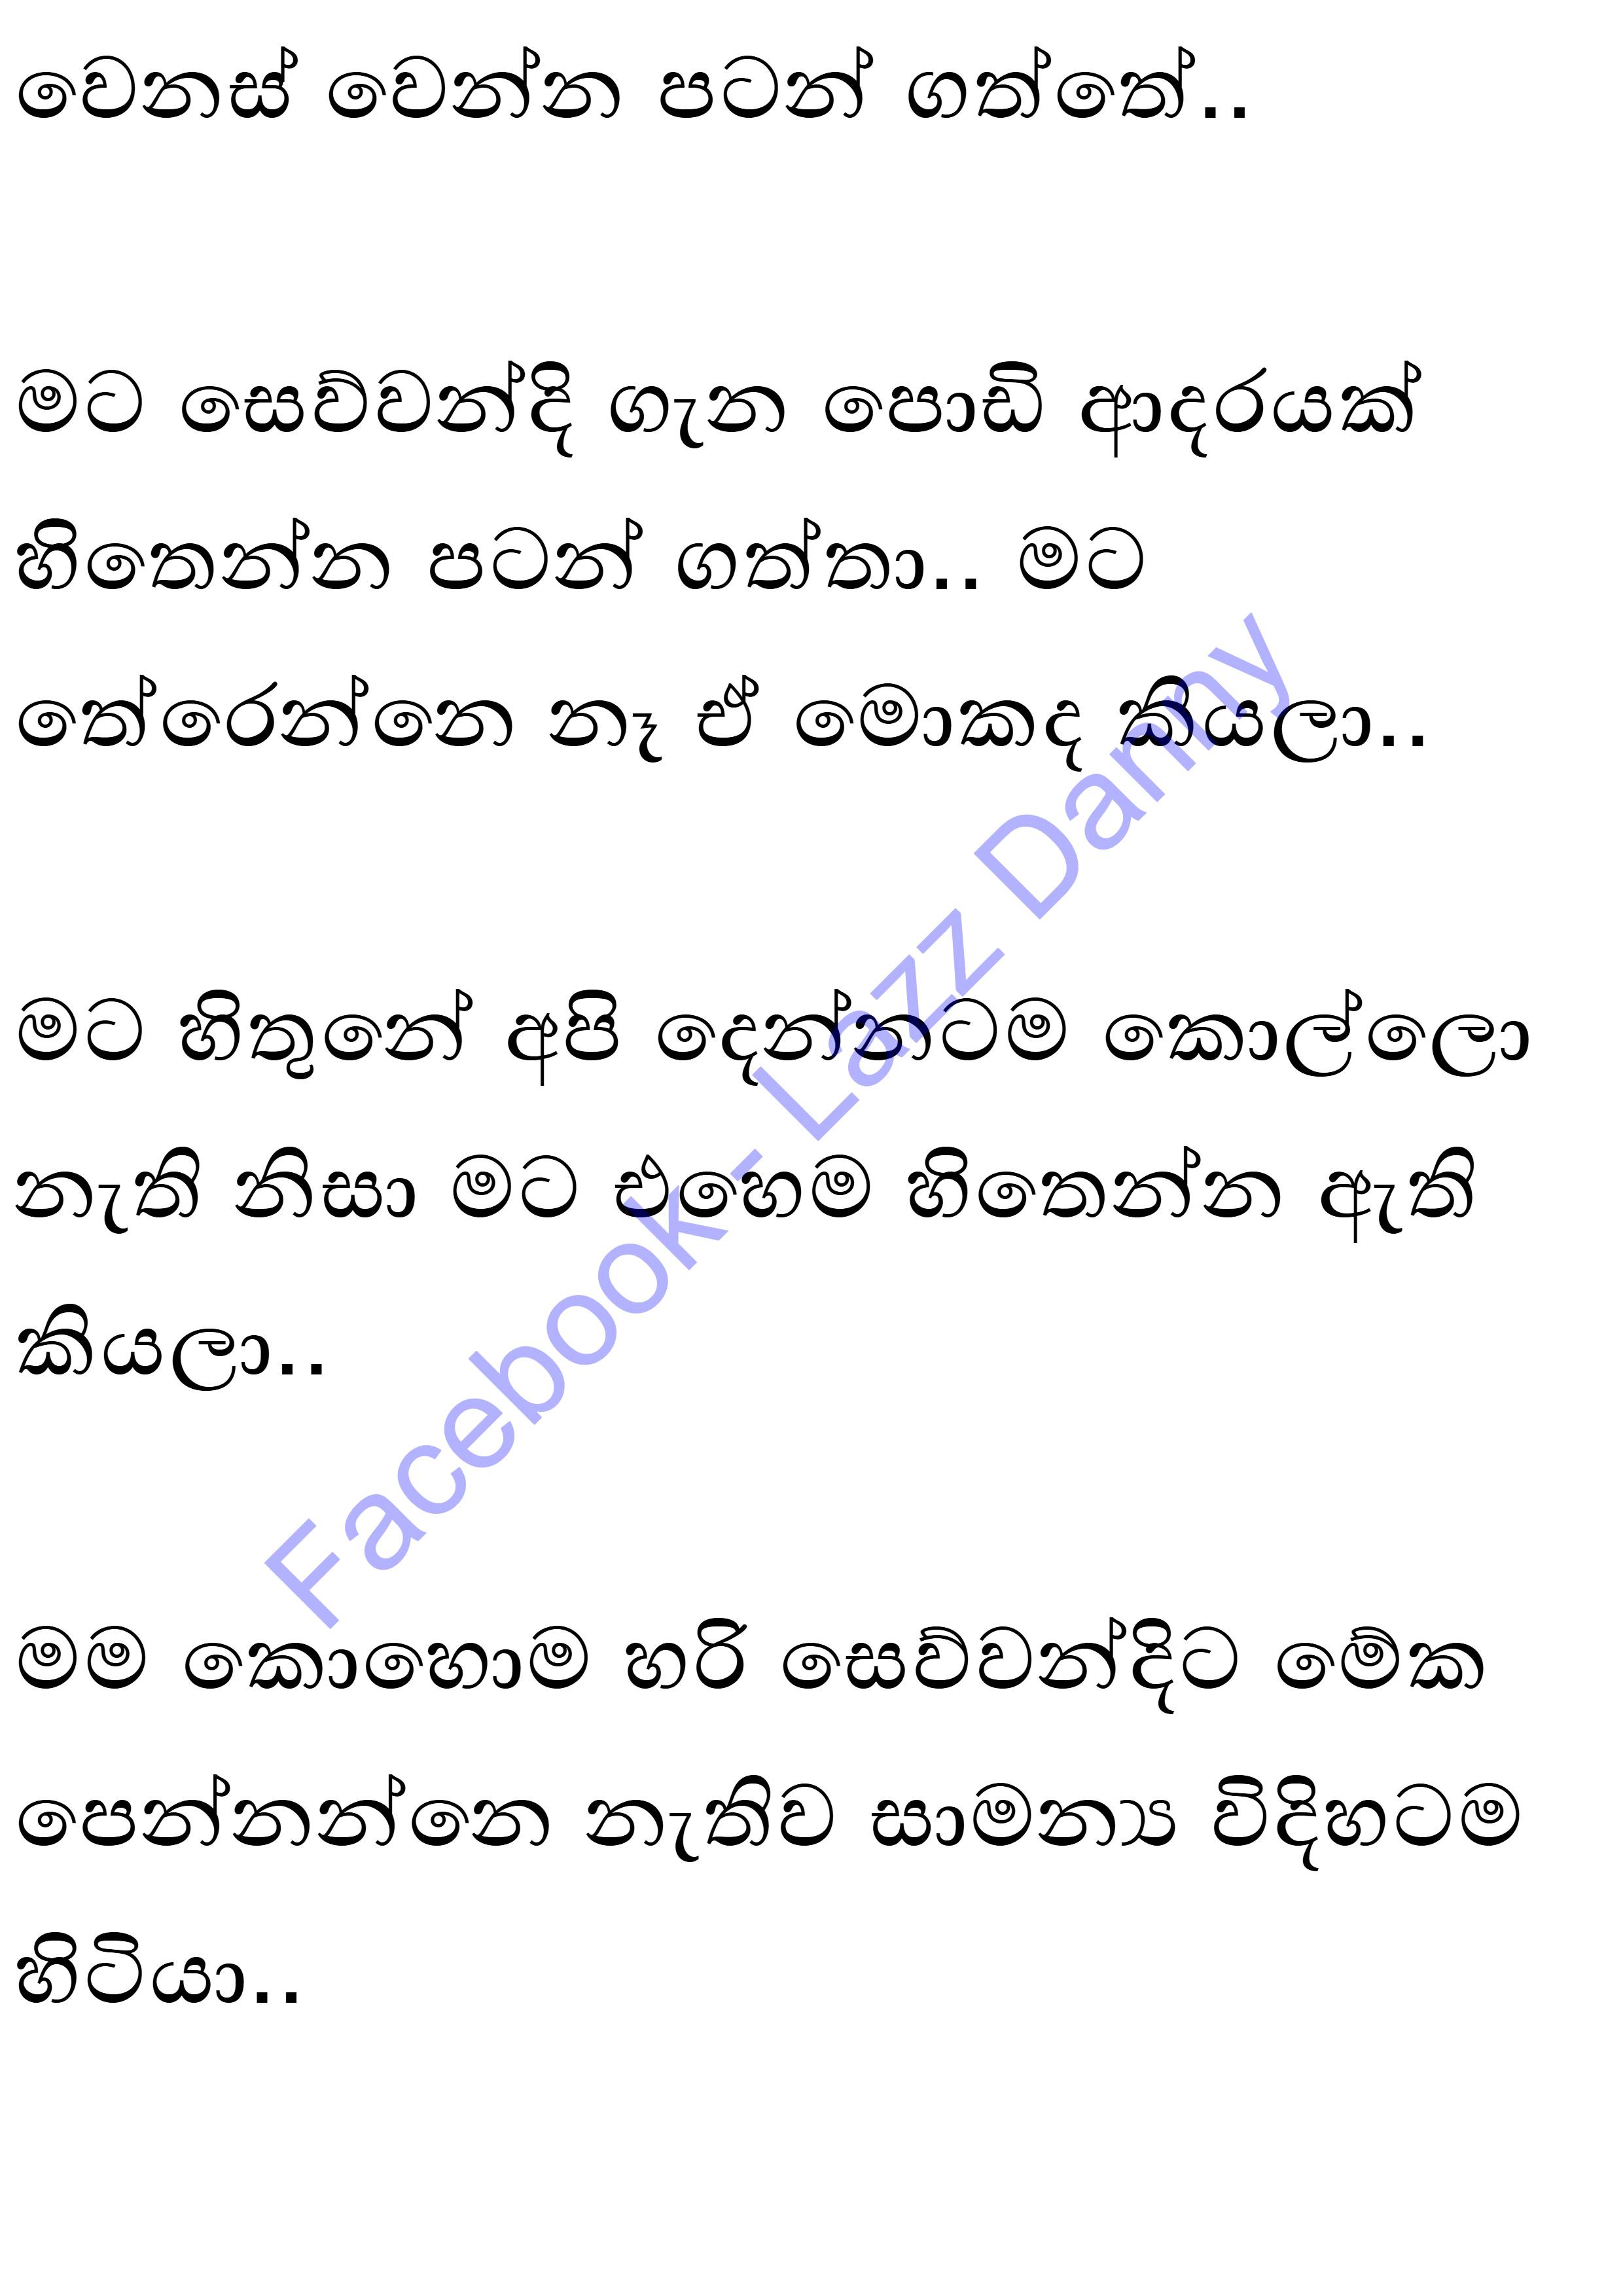 වෙනස් වෙන්න පටන් ගත්තේ..
මට සෙව්වන්දි ගැන පොඩි ආදරයක්
හිතෙන්න පටන් ගත්තා.. මට
තේරෙන්නෙ නෑ ඒ මොකද කියලා..
මට හිතුනේ අපි දෙන්නටම කොල්ලො
නැති නිසා මට එහෙම හිතෙන්න ඇති
කියලා..
මම කොහොම හරි සෙව්වන්දිට මේක
පෙන්නන්නෙ නැතිව සාමන්‍ය විදිහටම
හිටියා..
Facebook- Lazz Damy